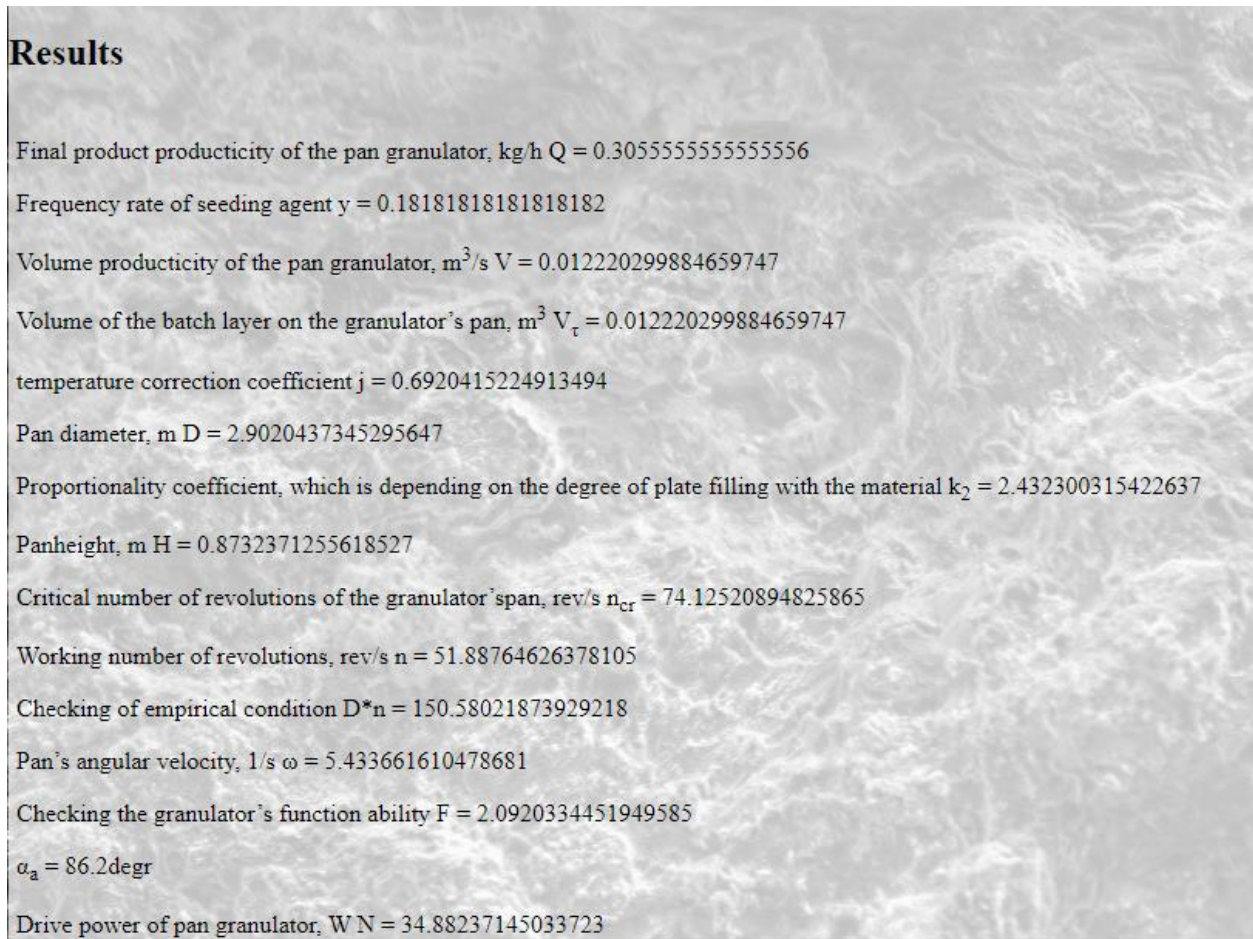 Results
Final product producticity of the pan granulator, kg/h Q = 0.3055555555555556
Frequency rate of seeding agent y = 0.18181818181818182
Volume producticity of the pan granulator, m³/s V = 0.012220299884659747
Volume of the batch layer on the granulator’s pan, m³ Vτ = 0.012220299884659747
temperature correction coefficient j = 0.6920415224913494
Pan diameter, m D = 2.9020437345295647
Proportionality coefficient, which is depending on the degree of plate filling with the material k₂ = 2.432300315422637
Panheight, m H = 0.8732371255618527
Critical number of revolutions of the granulator’span, rev/s ncr = 74.12520894825865
Working number of revolutions, rev/s n = 51.88764626378105
Checking of empirical condition D*n = 150.58021873929218
Pan’s angular velocity, 1/s ω = 5.433661610478681
Checking the granulator’s function ability F = 2.0920334451949585
αa = 86.2degr
Drive power of pan granulator, W N = 34.88237145033723